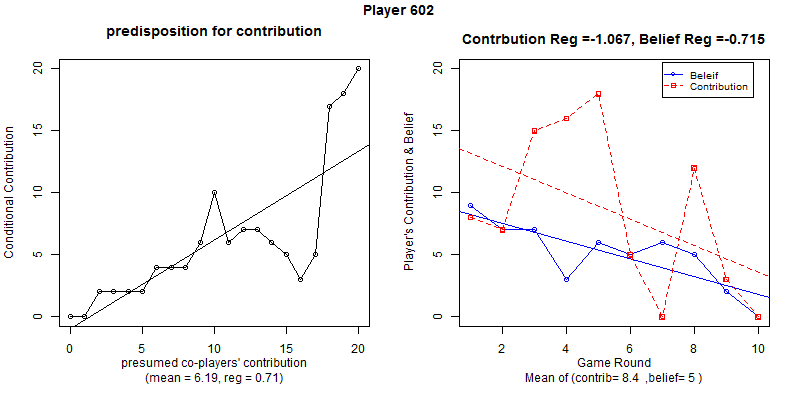 Player 602
predisposition for contribution
Conditional Contribution
20
15
10
5
0
0 5 10 15 20
presumed co-players' contribution
(mean = 6.19, reg = 0.71)
Contrbution Reg =-1.067, Belief Reg =-0.715
Player's Contribution & Belief
20
15
10
5
0
Beleif
Contribution
2 4 6 8 10
Game Round
Mean of (contrib= 8.4 ,belief= 5 )